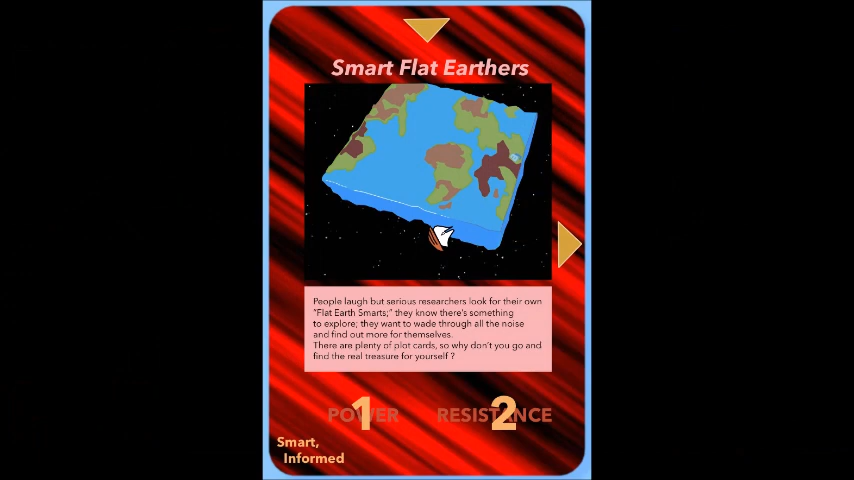 Smart Flat Earthers
People laugh but serious researchers look for their own
"Flat Earth Smarts;" they know there's something
to explore; they want to wade through all the noise
and find out more for themselves.
There are plenty of plot cards, so why don't you go and
find the real treasure for yourself ?
POWER 1 RESISTANCE 2
Smart,
Informed